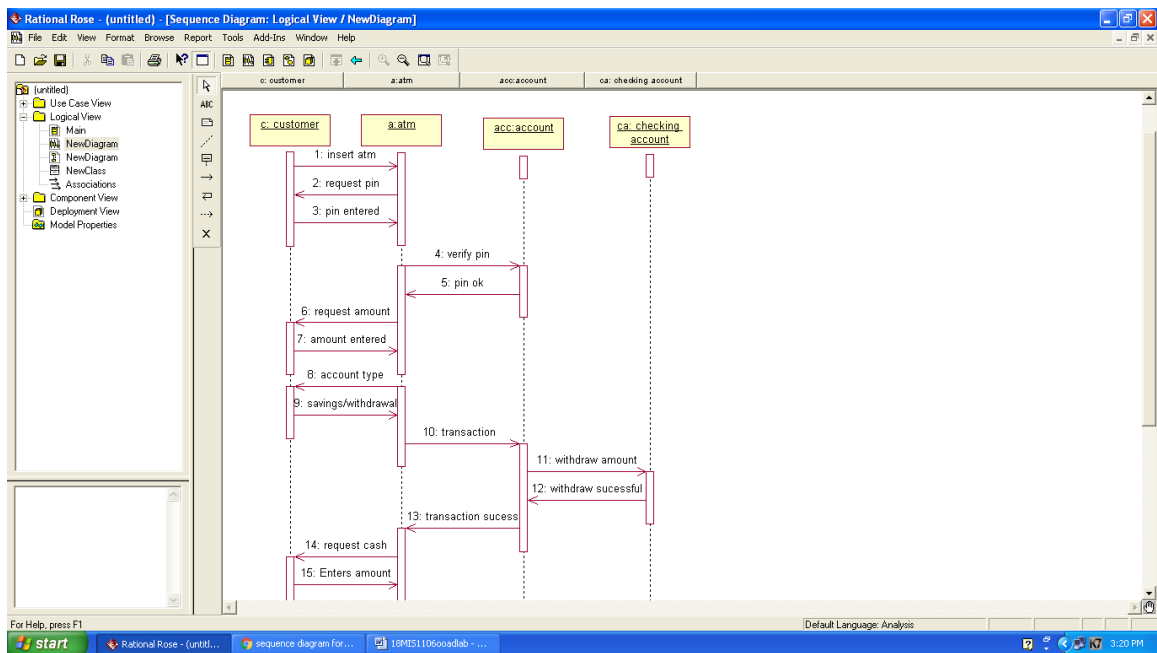 Rational Rose - (untitled) - [Sequence Diagram: Logical View / NewDiagram]
File Edit View Format Browse Report Tools Add-Ins Window Help
(untitled)
Use Case View
Logical View
Main
NewDiagram
NewDiagram
NewClass
Associations
Component View
Deployment View
Model Properties
ABC
c: customer a:atm acc:account ca: checking account
c: customer a:atm acc:account ca: checking
account
1: insert atm
2: request pin
3: pin entered
4: verify pin
5: pin ok
6: request amount
7: amount entered
8: account type
9: savings/withdrawal
10: transaction
11: withdraw amount
12: withdraw sucessful
13: transaction sucess
14: request cash
15: Enters amount
For Help, press F1
Default Language: Analysis
start
Rational Rose - (untitl...
sequence diagram for...
18MIS1106ooadlab - ...
3:20 PM